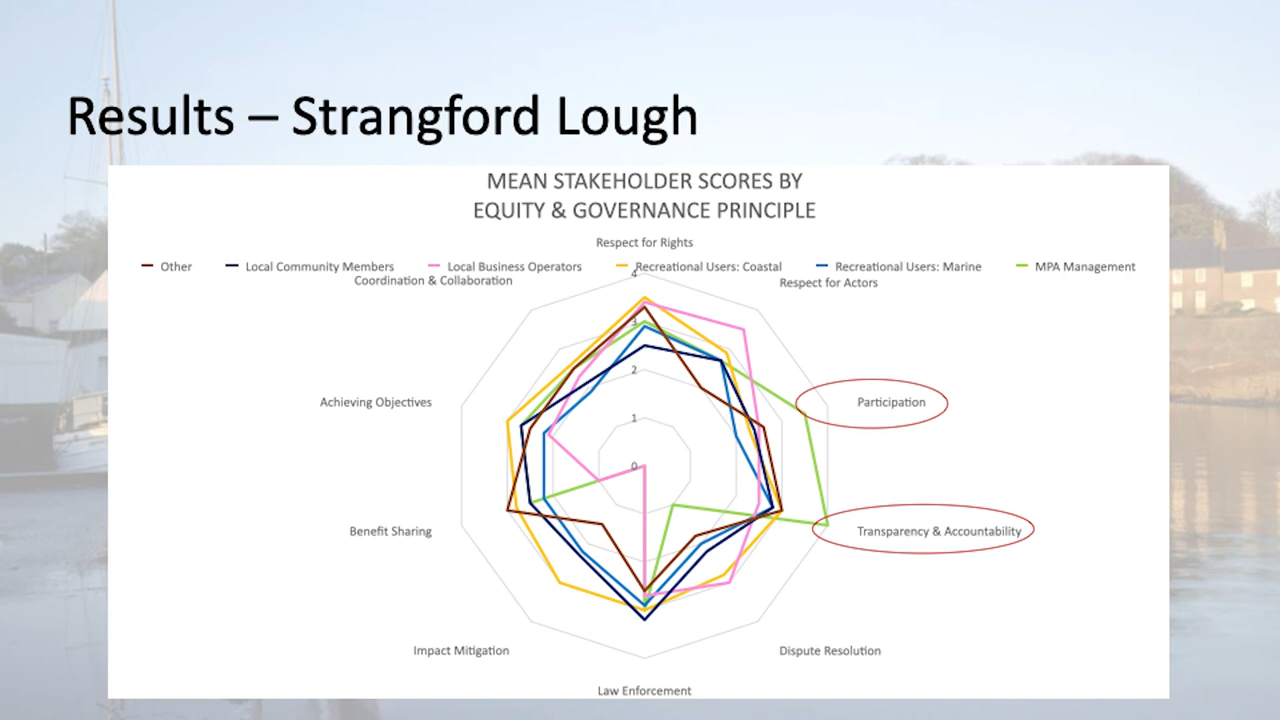 Results – Strangford Lough
MEAN STAKEHOLDER SCORES BY
EQUITY & GOVERNANCE PRINCIPLE
Respect for Rights
Other
Local Community Members
Local Business Operators
Recreational Users: Coastal
Recreational Users: Marine
MPA Management
Coordination & Collaboration
4
Respect for Actors
3
2
Achieving Objectives
Participation
1
0
Benefit Sharing
Transparency & Accountability
Impact Mitigation
Dispute Resolution
Law Enforcement